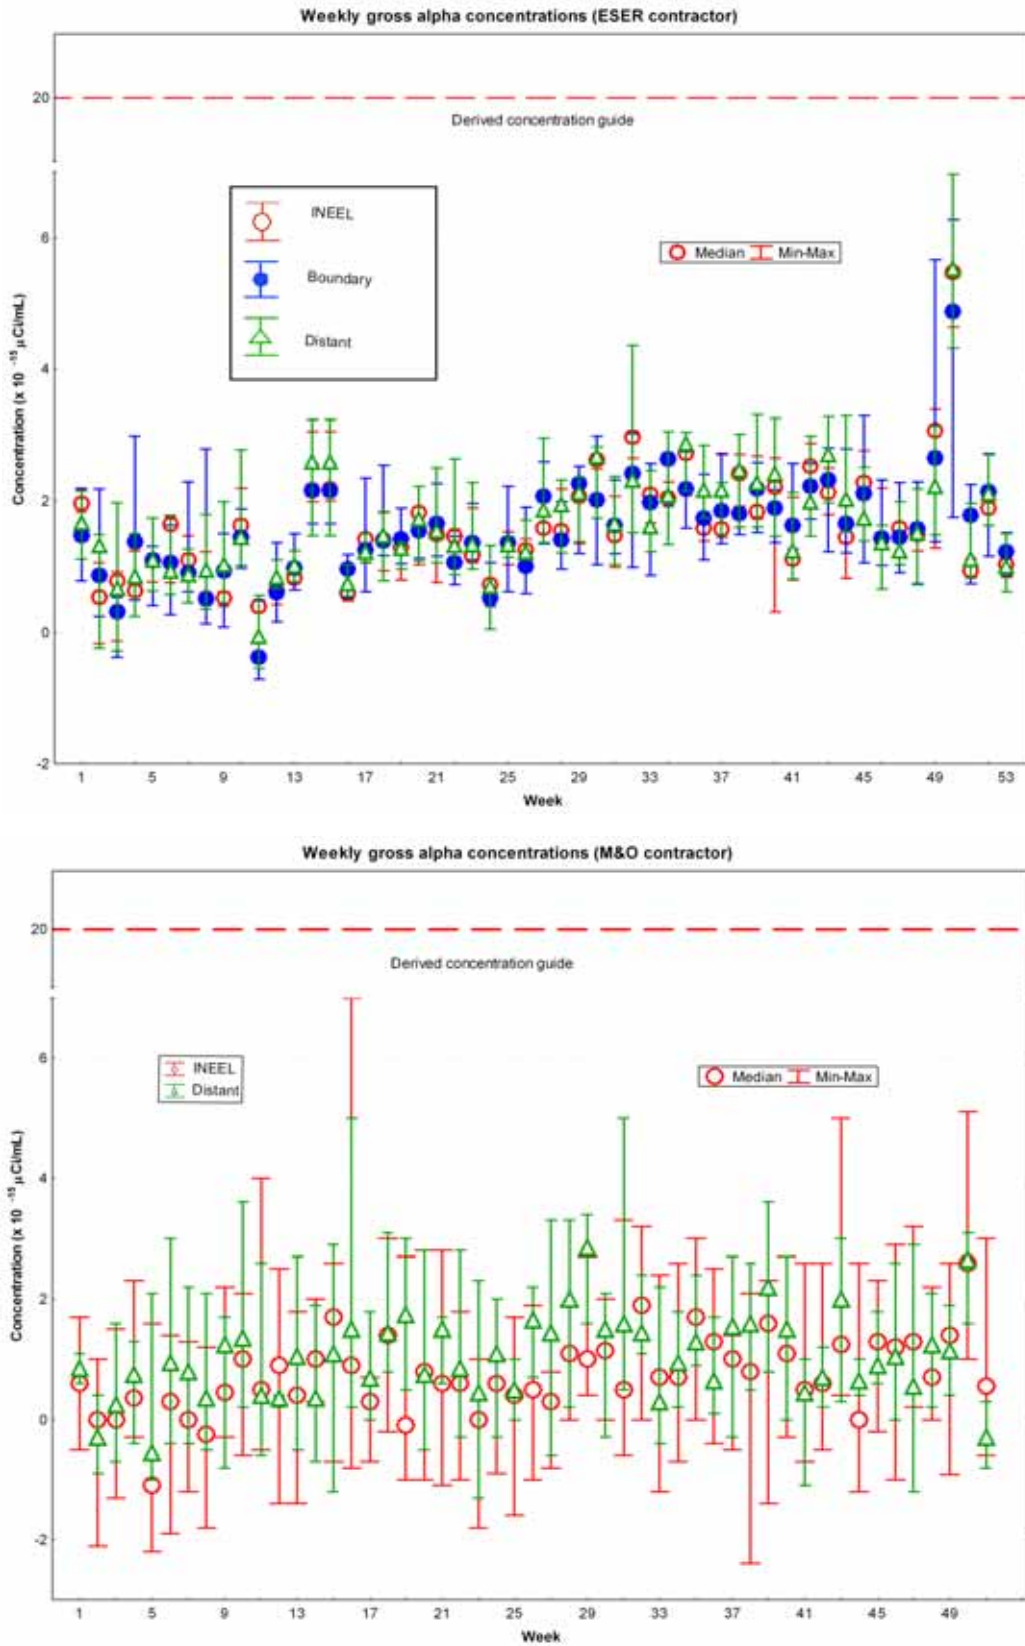 Weekly gross alpha concentrations (ESER contractor)
20
Derived concentration guide
INEEL
Boundary
Distant
Median Min-Max
6
4
2
0
-2
Concentration (x 10 -15 μCi/mL)
1 5 9 13 17 21 25 29 33 37 41 45 49 53
Week
Weekly gross alpha concentrations (M&O contractor)
20
Derived concentration guide
INEEL
Distant
Median Min-Max
6
4
2
0
-2
Concentration (x 10 -15 μCi/mL)
1 5 9 13 17 21 25 29 33 37 41 45 49
Week